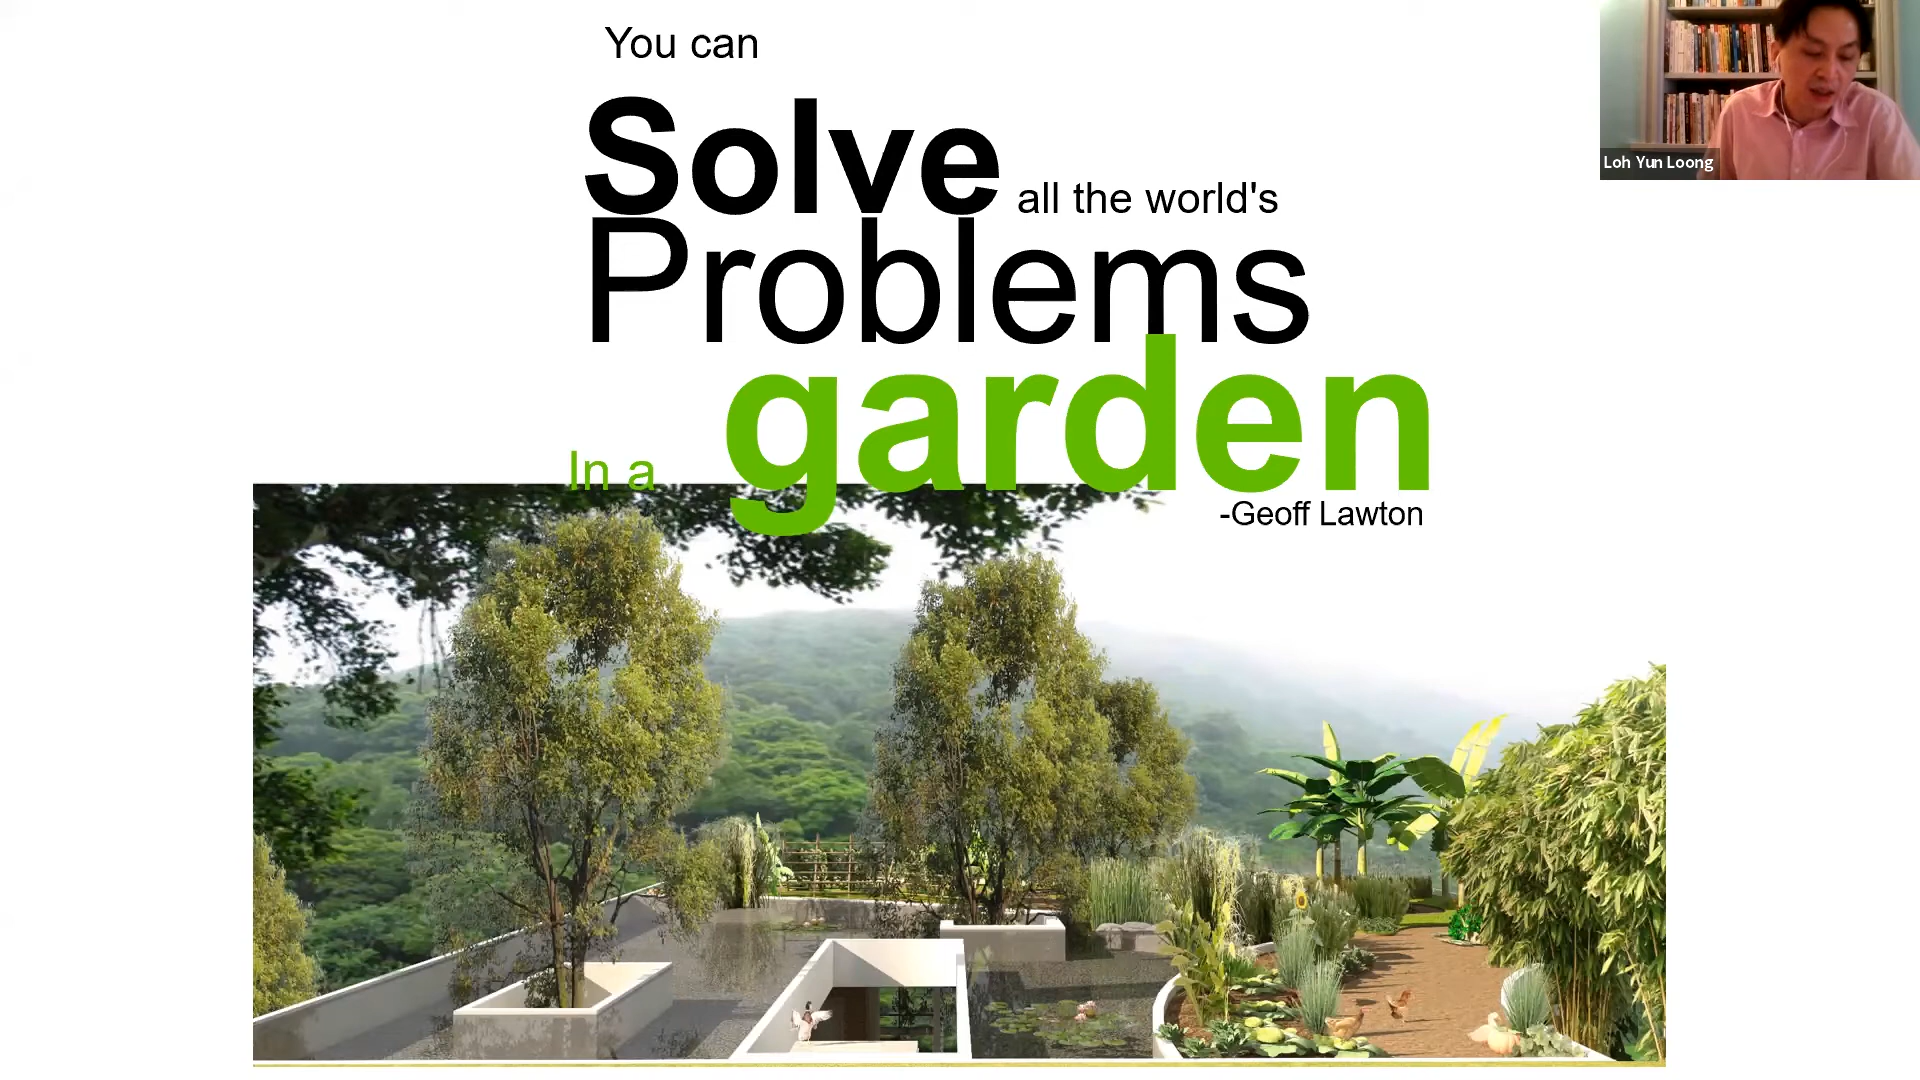 You can
Solve all the world's
Problems
In a garden
-Geoff Lawton
Loh Yun Loong